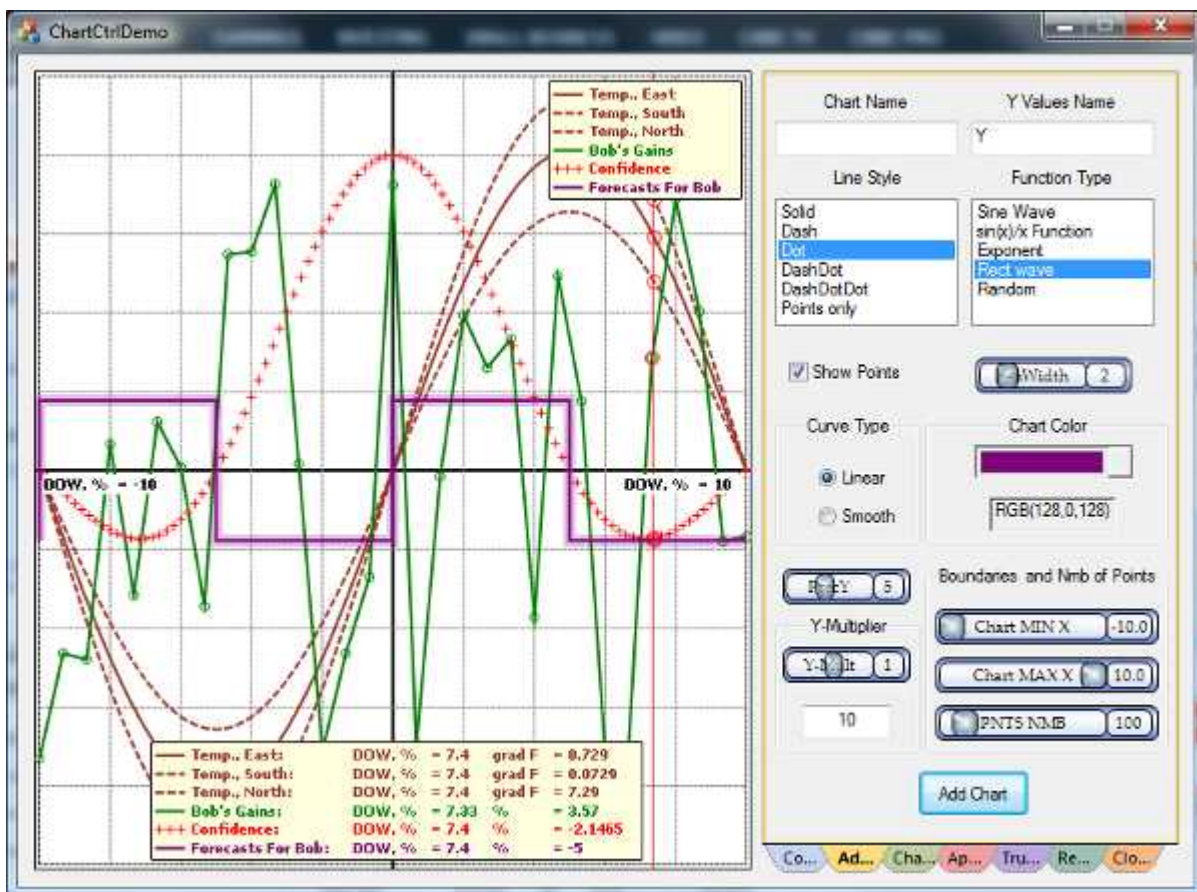 ChartCtrlDemo
Temp., East
Temp., South
Temp., North
Bob's Gains
Confidence
Forecasts For Bob
DOW, % = -10
DOW, % = 10
Temp., East: DOW, % = 7.4 grad F = 0.729
Temp., South: DOW, % = 7.4 grad F = 0.0729
Temp., North: DOW, % = 7.4 grad F = 7.29
Bob's Gains: DOW, % = 7.33 % = 3.57
Confidence: DOW, % = 7.4 % = -2.1465
Forecasts For Bob: DOW, % = 7.4 % = -5
Chart Name
Y Values Name
Y
Line Style
Function Type
Solid
Dash
Dot
DashDot
DashDotDot
Points only
Sine Wave
sin(x)/x Function
Exponent
Rect wave
Random
Show Points
Width 2
Curve Type
Chart Color
Linear
Smooth
RGB(128,0,128)
5
Boundaries and Nmb of Points
Y-Multiplier
Chart MIN X -10.0
1
Chart MAX X 10.0
10
PNTS NMB 100
Add Chart
Co...
Ad...
Cha...
Ap...
Tru...
Re...
Clo...